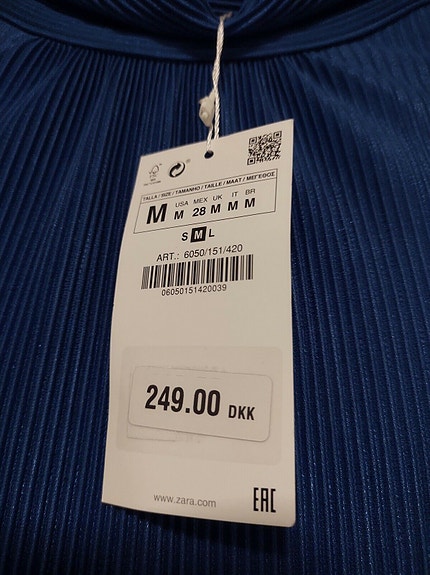 TALLA / SIZE / TAMANHO / TAILLE / MAAT / ΜΕΓΕΘΟΣ
M USA M MEX 28 UK M IT M BR M
S M L
ART.: 6050/151/420
06050151420039
249.00 DKK
www.zara.com
EAC